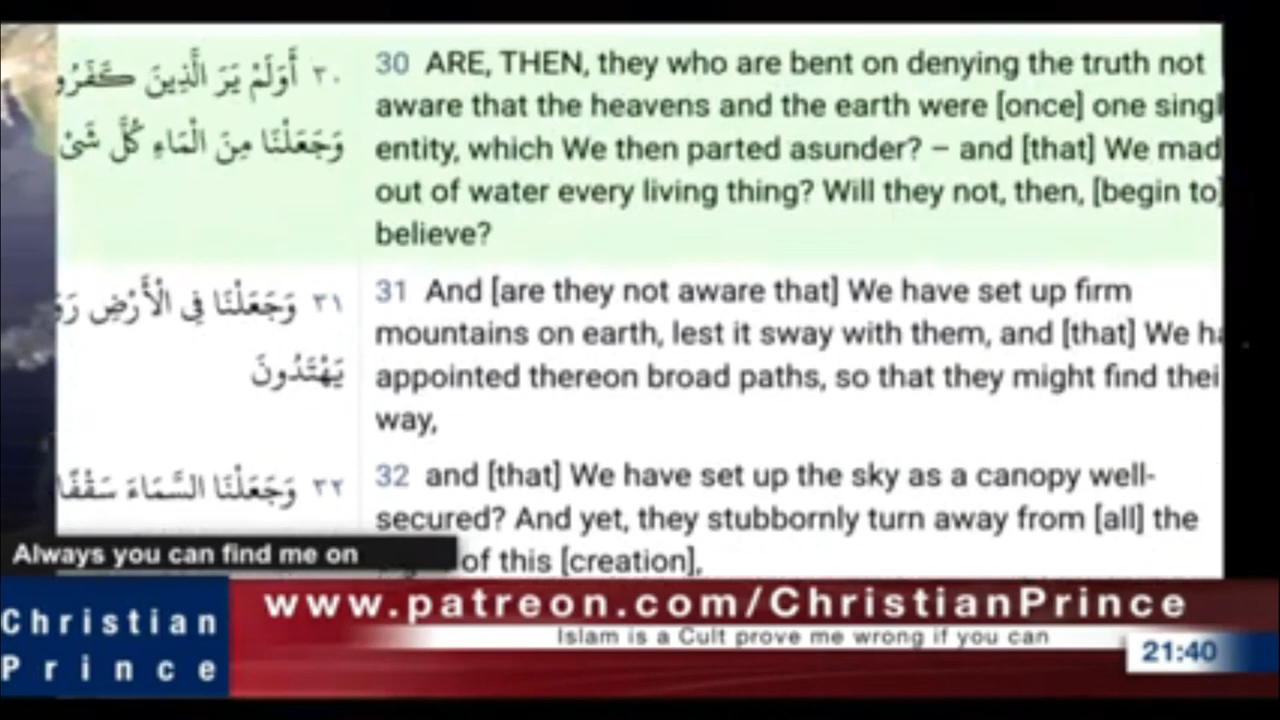 ٣٠ أَوَلَمْ يَرَ الَّذِينَ
وَجَعَلْنَا مِنَ الْمَاءِ كُلَّ
30 ARE, THEN, they who are bent on denying the truth not
aware that the heavens and the earth were [once] one singl
entity, which We then parted asunder? – and [that] We mad
out of water every living thing? Will they not, then, [begin to]
believe?
٣١ وَجَعَلْنَا فِي الْأَرْضِ
يَهْتَدُونَ
31 And [are they not aware that] We have set up firm
mountains on earth, lest it sway with them, and [that] We ha
appointed thereon broad paths, so that they might find thei
way,
٣٢ وَجَعَلْنَا السَّمَاءَ سَقْفًا
32 and [that] We have set up the sky as a canopy well-
secured? And yet, they stubbornly turn away from [all] the
of this [creation],
Always you can find me on
Christian
Prince
www.patreon.com/ChristianPrince
Islam is a Cult prove me wrong if you can
21:40